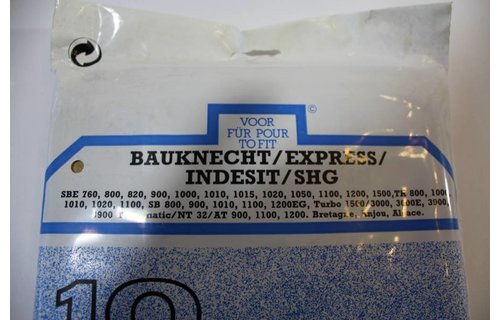 ©
VOOR
FÜR POUR
TO FIT
BAUKNECHT/EXPRESS/
INDESIT/SHG
SBE 760, 800, 820, 900, 1000, 1010, 1015, 1020, 1050, 1100, 1200, 1500, TR 800, 1000
1010, 1020, 1100, SB 800, 900, 1010, 1100, 1200EG, Turbo 1500/3000, 3000E, 3900,
3900 NT 32/AT 900, 1100, 1200. Bretagne, Anjou, Alsace.
10